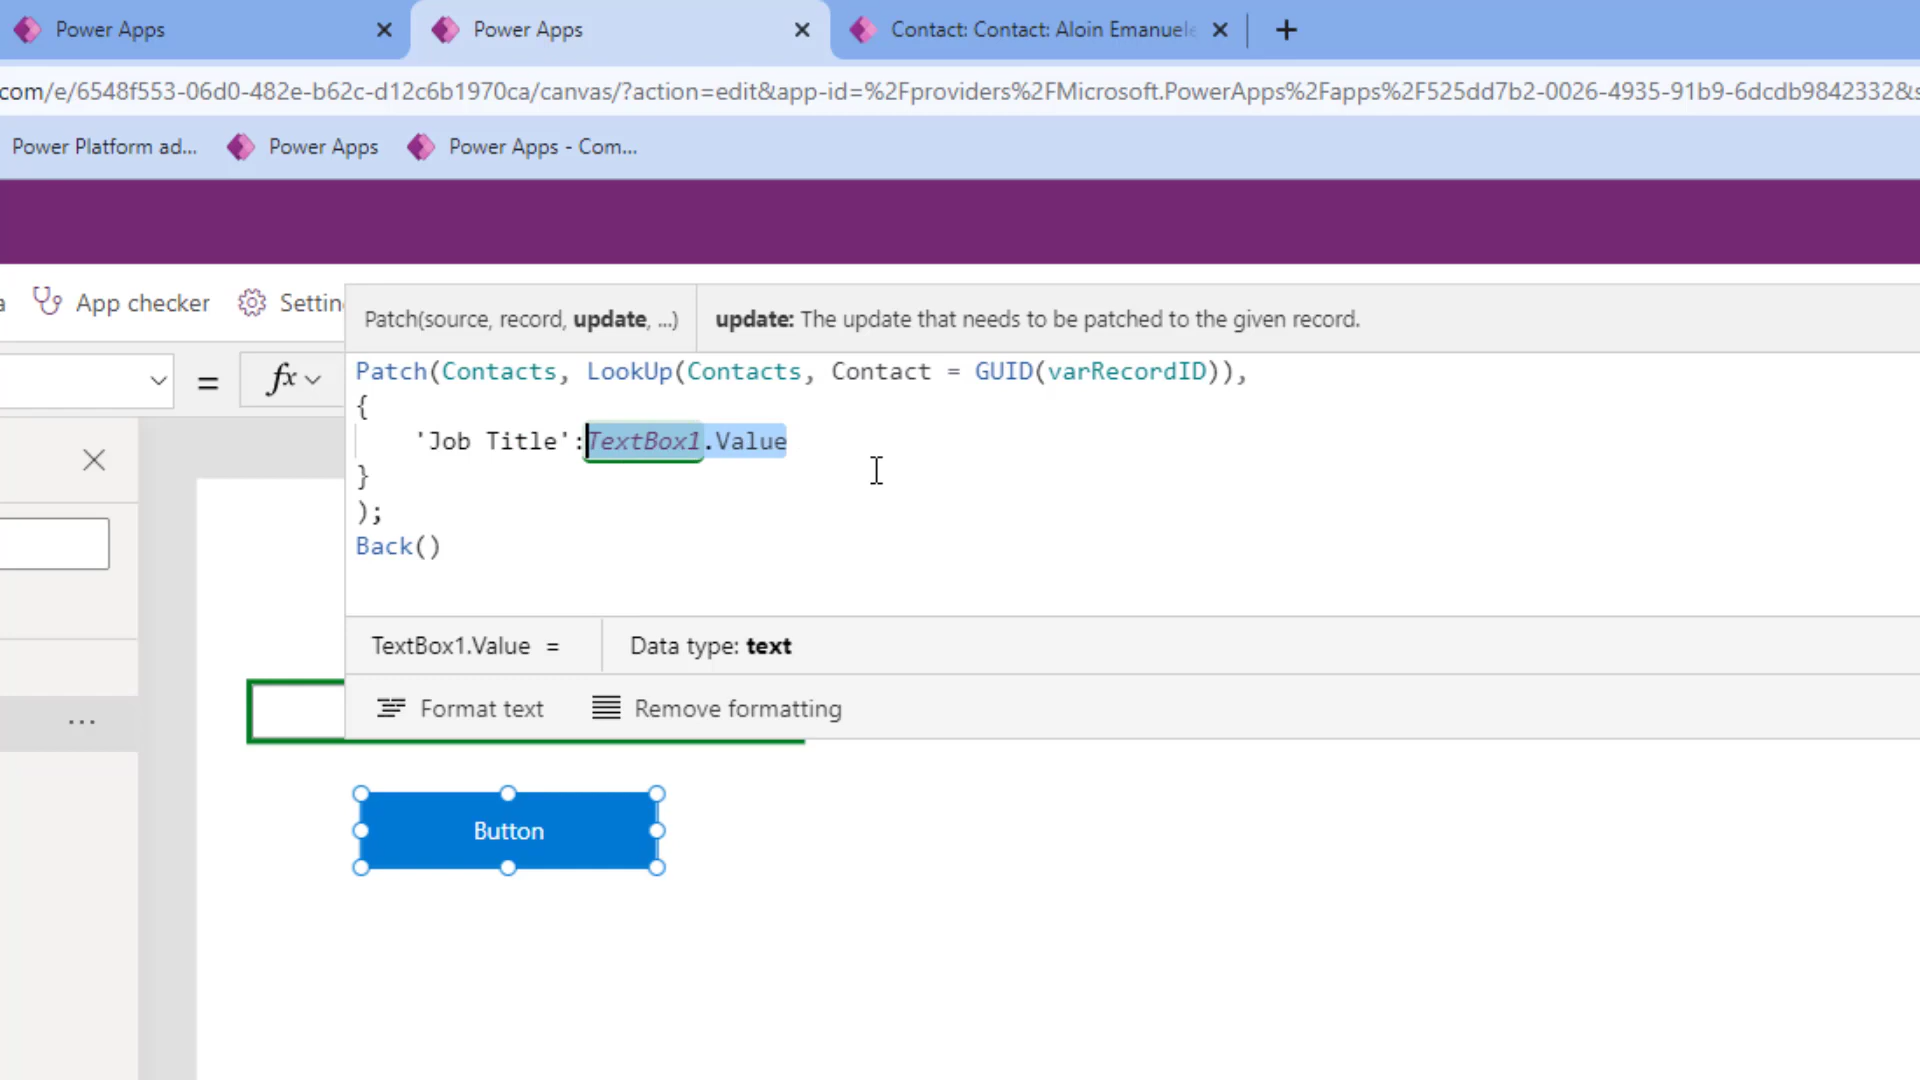 Power Apps
Power Apps
Contact: Contact: Aloin Emanuele
com/e/6548f553-06d0-482e-b62c-d12c6b1970ca/canvas/?action=edit&app-id=%2Fproviders%2FMicrosoft.PowerApps%2Fapps%2F525dd7b2-0026-4935-91b9-6dcdb9842332&s
Power Platform ad...
Power Apps
Power Apps - Com...
a
App checker
Settin
Patch(source, record, update, ...)
update: The update that needs to be patched to the given record.
=
fx
Patch(Contacts, LookUp(Contacts, Contact = GUID(varRecordID)),
{
'Job Title':TextBox1.Value
}
);
Back()
TextBox1.Value =
Data type: text
Format text
Remove formatting
Button